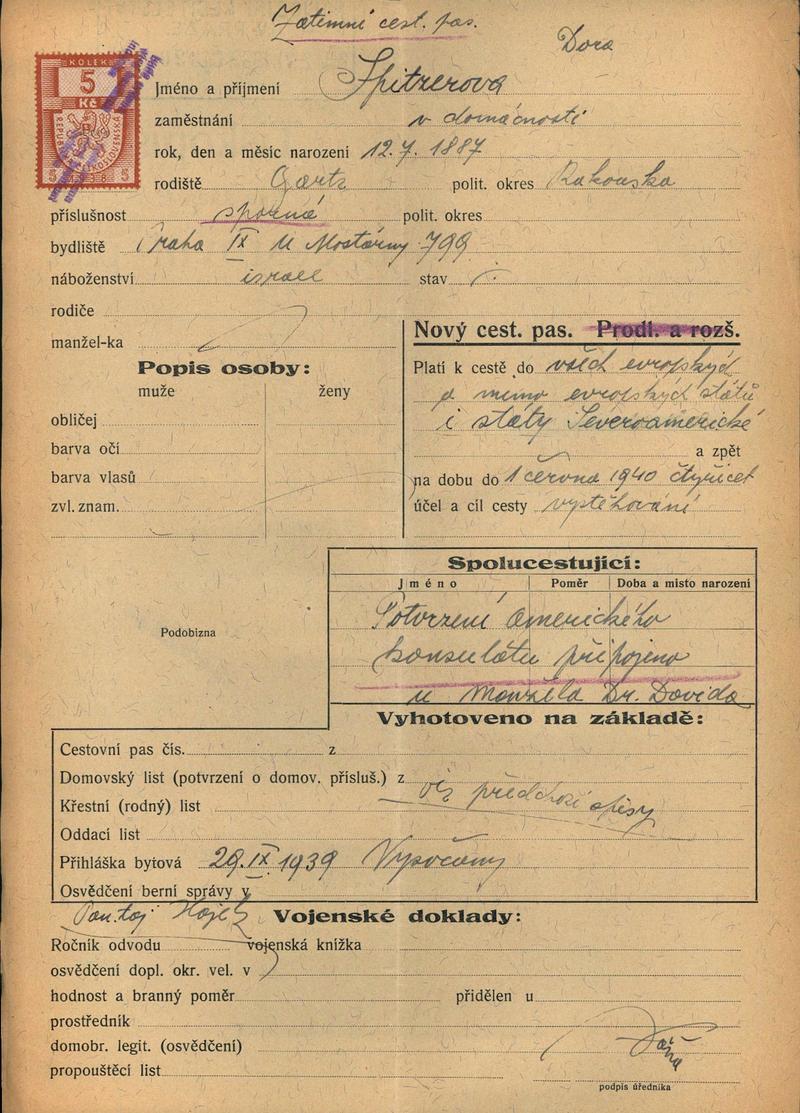 Zatimní cest. pas.
Dora
KOLEK
5
Kč
Jméno a příjmení Spitzerova
zaměstnání v domácnosti
rok, den a měsíc narození 12.7. 1887
rodiště polit. okres Rakousko
příslušnost sporná polit. okres
bydliště Praha IX U Mostárny 799
náboženství israel stav
rodiče
manžel-ka
Nový cest. pas. Prodl. a rozš.
Popis osoby:
muže ženy
obličej
barva očí
barva vlasů
zvl. znam.
Platí k cestě do všech evropských
a mimo evropských států
i státy Severoamerické
a zpět
na dobu do 1 června 1940 čtyřicet
účel a cíl cesty vystěhování
Podobizna
Spolucestující:
Jméno Poměr Doba a místo narození
Potvrzení Amerického
konsulátu připojeno
u manžela Dr. Davida
Vyhotoveno na základě:
Cestovní pas čís. z
Domovský list (potvrzení o domov. přísluš.) z
Křestní (rodný) list viz předchozí spisy
Oddací list
Přihláška bytová 29.IX.1939 Vysočany
Osvědčení berní správy v
Vojenské doklady:
Ročník odvodu vojenská knížka
osvědčení dopl. okr. vel. v
hodnost a branný poměr přidělen u
prostředník
domobr. legit. (osvědčení)
propouštěcí list
podpis úředníka